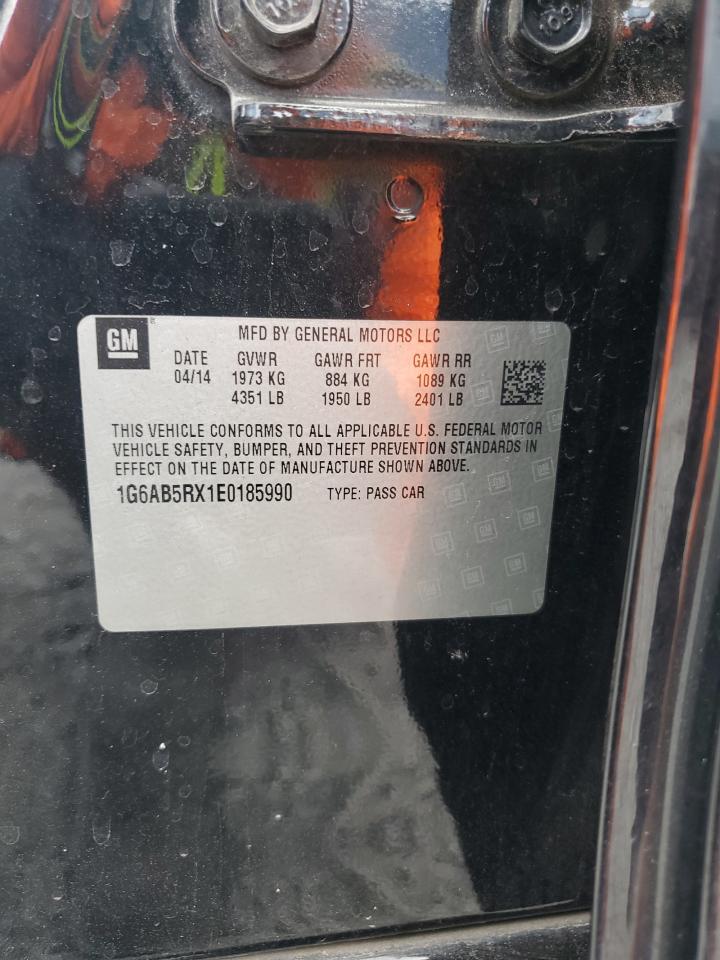 GM
MFD BY GENERAL MOTORS LLC
DATE GVWR GAWR FRT GAWR RR
04/14 1973 KG 884 KG 1089 KG
4351 LB 1950 LB 2401 LB
THIS VEHICLE CONFORMS TO ALL APPLICABLE U.S. FEDERAL MOTOR
VEHICLE SAFETY, BUMPER, AND THEFT PREVENTION STANDARDS IN
EFFECT ON THE DATE OF MANUFACTURE SHOWN ABOVE.
1G6AB5RX1E0185990 TYPE: PASS CAR